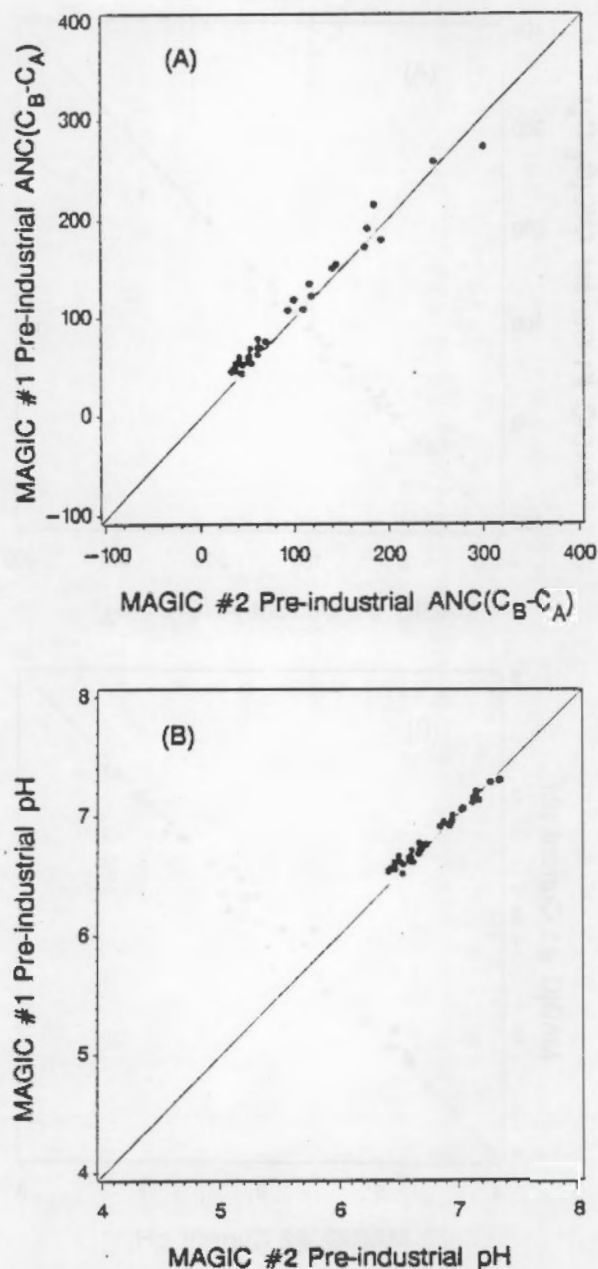 400
(A)
300
200
100
0
-100
MAGIC #1 Pre-industrial ANC(CB-CA)
-100 0 100 200 300 400
MAGIC #2 Pre-industrial ANC(CB-CA)
8
(B)
7
6
5
4
MAGIC #1 Pre-industrial pH
4 5 6 7 8
MAGIC #2 Pre-industrial pH